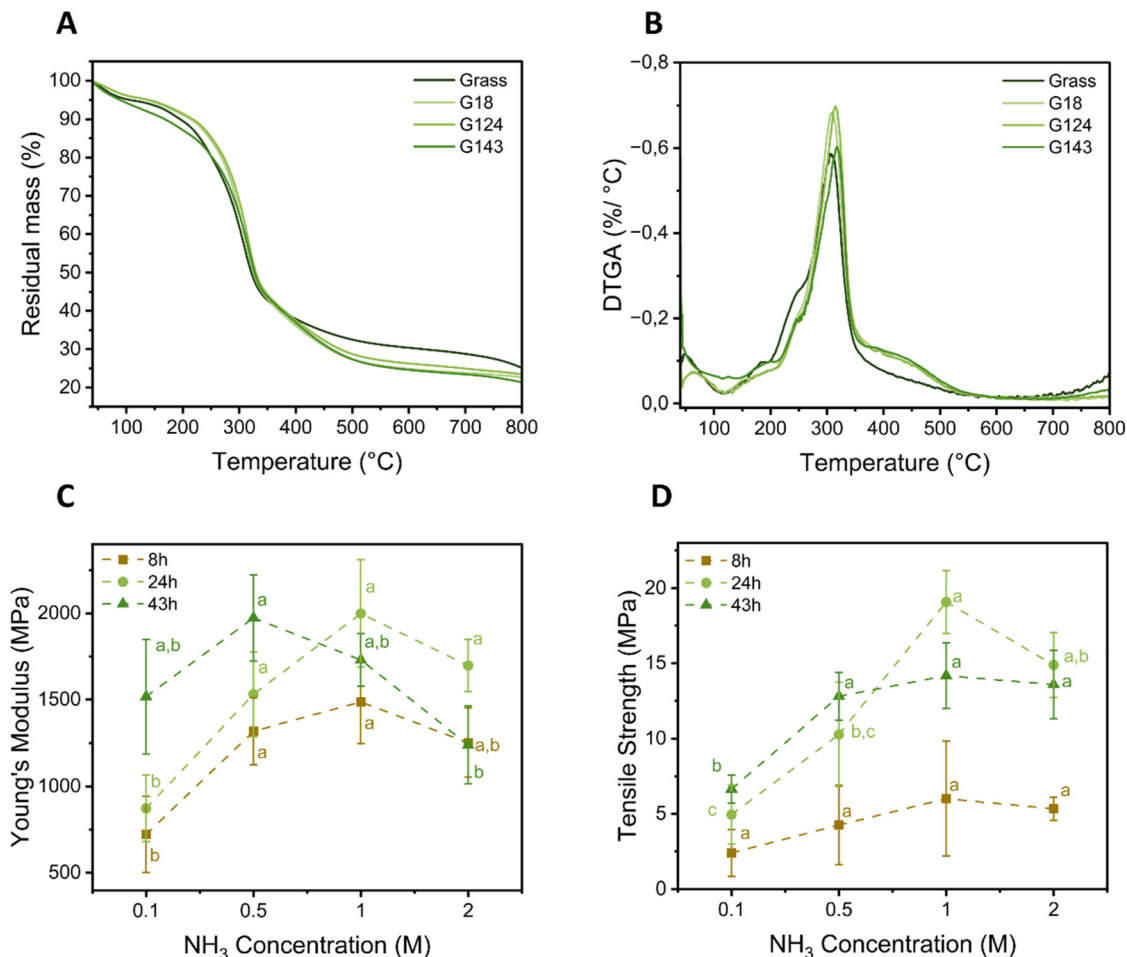 A
Residual mass (%)
100
90
80
70
60
50
40
30
20
Grass
G18
G124
G143
100 200 300 400 500 600 700 800
Temperature (°C)
B
DTGA (%/ °C)
−0,8
−0,6
−0,4
−0,2
0,0
Grass
G18
G124
G143
100 200 300 400 500 600 700 800
Temperature (°C)
C
Young's Modulus (MPa)
2000
1500
1000
500
8h
24h
43h
a,b
b
b
a
a
a
a
a,b
a
a
a,b
b
0.1 0.5 1 2
NH₃ Concentration (M)
D
Tensile Strength (MPa)
20
15
10
5
0
8h
24h
43h
b
c
a
a
b,c
a
a
a
a
a,b
a
a
0.1 0.5 1 2
NH₃ Concentration (M)